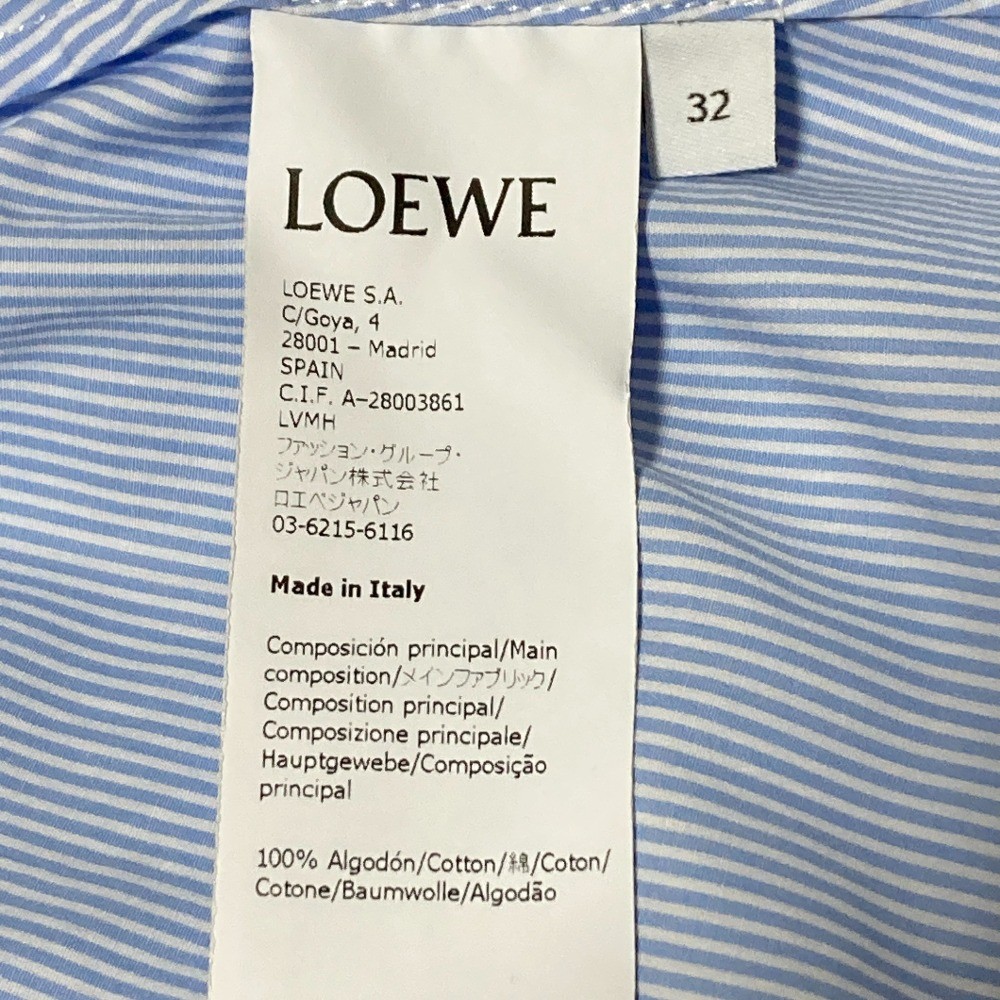 32
LOEWE
LOEWE S.A.
C/Goya, 4
28001 – Madrid
SPAIN
C.I.F. A–28003861
LVMH
ファッション・グループ・
ジャパン株式会社
ロエベジャパン
03-6215-6116
Made in Italy
Composición principal/Main
composition/メインファブリック/
Composition principal/
Composizione principale/
Hauptgewebe/Composição
principal
100% Algodón/Cotton/綿/Coton/
Cotone/Baumwolle/Algodão